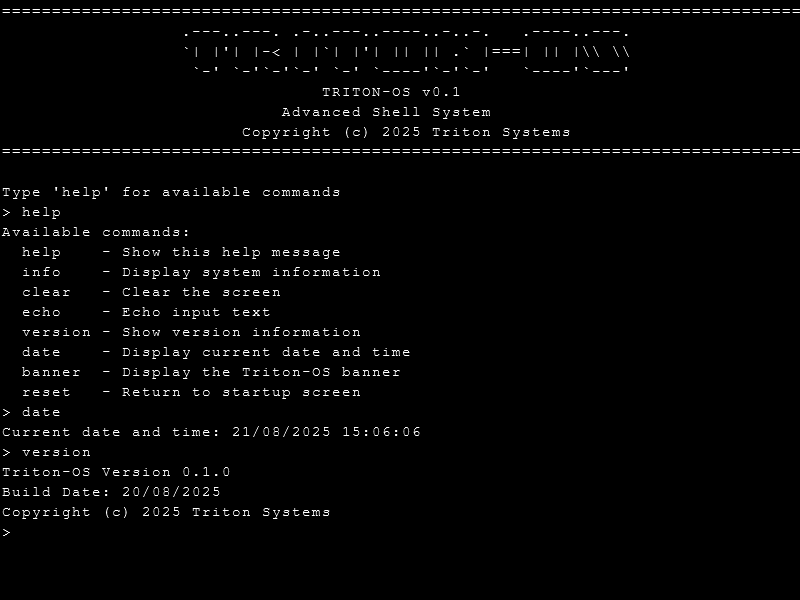 ================================================================================
.---..---. .-..---..----..-..-.   .----..---.
`| |'| |-< | |`| |'| || || .` |===| || |\\ \\
`-' `-'`-'`-' `-' `----'`-'`-'   `----'`---'
TRITON-OS v0.1
Advanced Shell System
Copyright (c) 2025 Triton Systems
================================================================================
Type 'help' for available commands
> help
Available commands:
help    - Show this help message
info    - Display system information
clear   - Clear the screen
echo    - Echo input text
version - Show version information
date    - Display current date and time
banner  - Display the Triton-OS banner
reset   - Return to startup screen
> date
Current date and time: 21/08/2025 15:06:06
> version
Triton-OS Version 0.1.0
Build Date: 20/08/2025
Copyright (c) 2025 Triton Systems
>